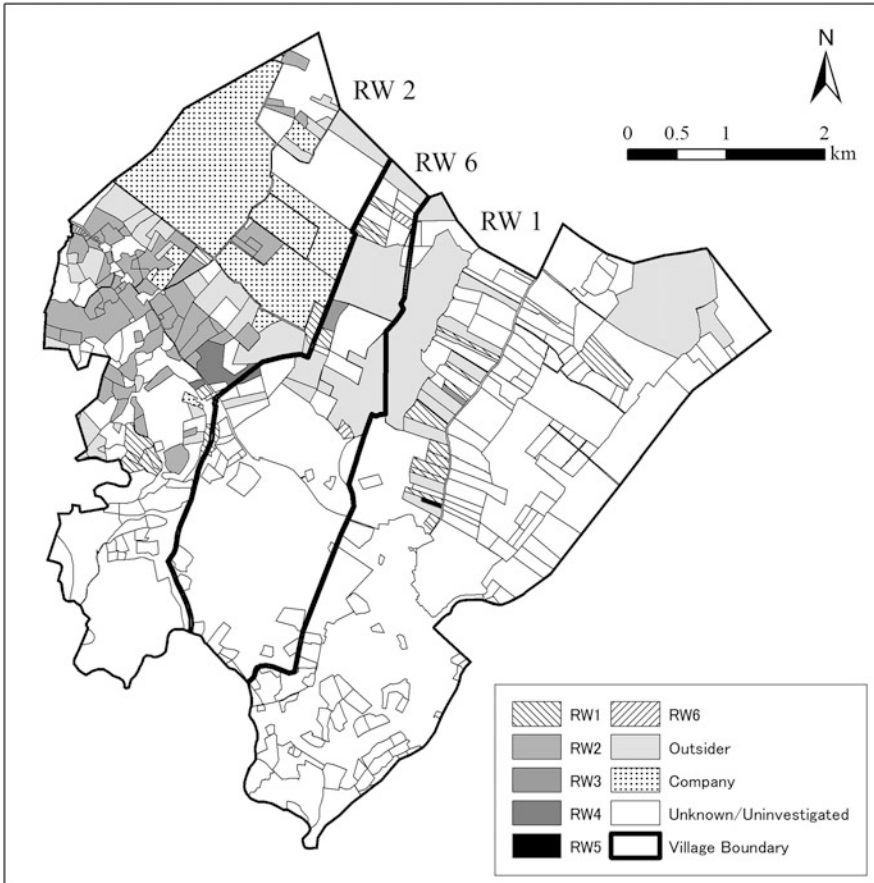 N
RW 2
0 0.5 1 2
km
RW 6
RW 1
RW1 RW6
RW2 Outsider
RW3 Company
RW4 Unknown/Uninvestigated
RW5 Village Boundary